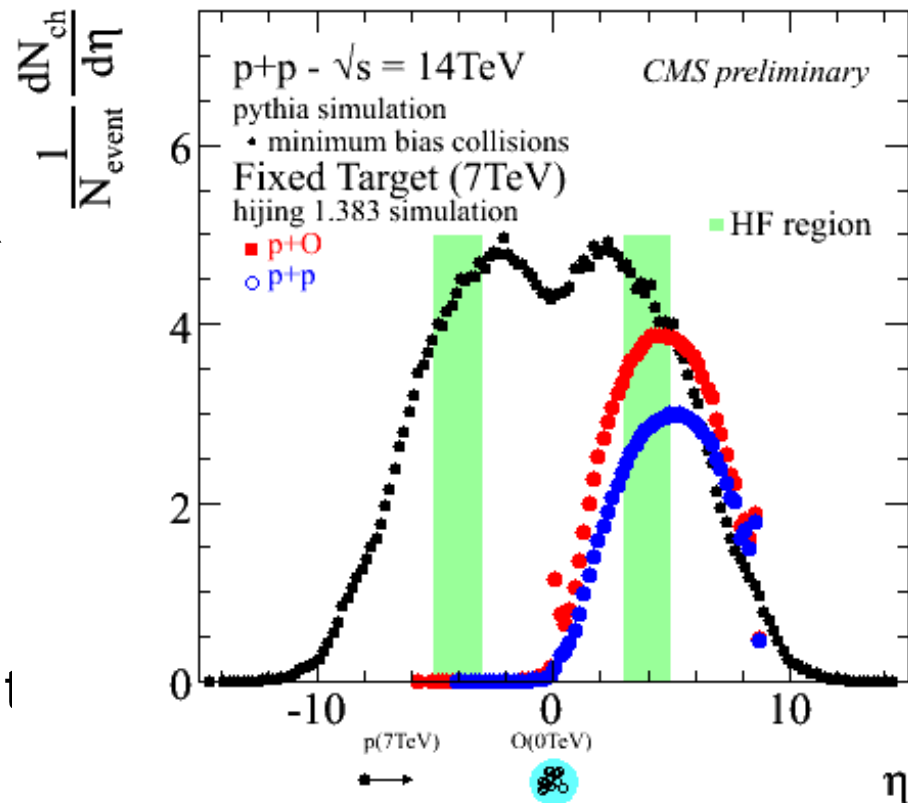 1 dN_ch
N_event dη
p+p - √s = 14TeV
CMS preliminary
pythia simulation
minimum bias collisions
Fixed Target (7TeV)
hijing 1.383 simulation
p+O
p+p
HF region
6
4
2
0
-10 0 10
p(7TeV) O(0TeV)
η